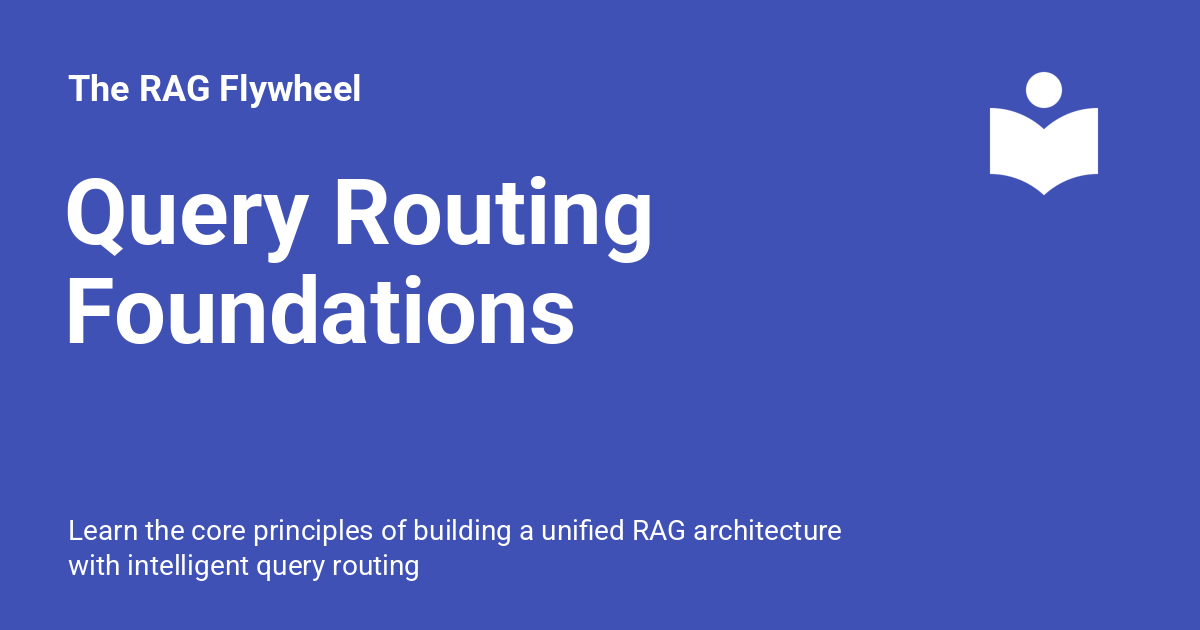 The RAG Flywheel
Query Routing
Foundations
Learn the core principles of building a unified RAG architecture
with intelligent query routing